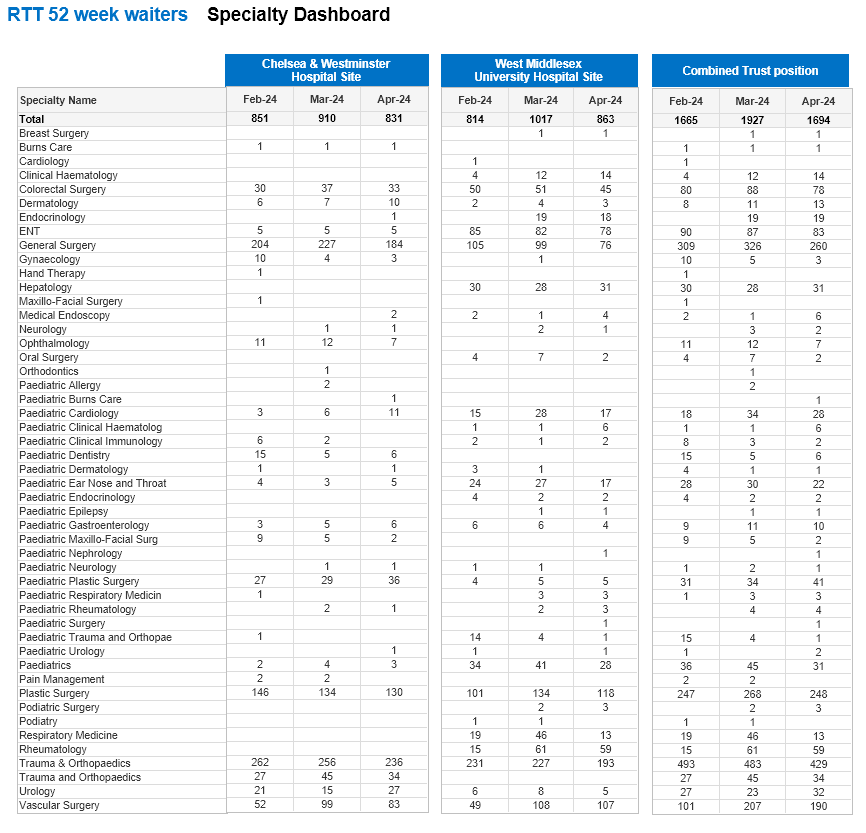 RTT 52 week waiters Specialty Dashboard
Chelsea & Westminster Hospital Site West Middlesex University Hospital Site Combined Trust position
Specialty Name Feb-24 Mar-24 Apr-24 Feb-24 Mar-24 Apr-24 Feb-24 Mar-24 Apr-24
Total 851 910 831 814 1017 863 1665 1927 1694
Breast Surgery 1 1 1 1
Burns Care 1 1 1 1 1 1
Cardiology 1 1
Clinical Haematology 4 12 14 4 12 14
Colorectal Surgery 30 37 33 50 51 45 80 88 78
Dermatology 6 7 10 2 4 3 8 11 13
Endocrinology 1 19 18 19 19
ENT 5 5 5 85 82 78 90 87 83
General Surgery 204 227 184 105 99 76 309 326 260
Gynaecology 10 4 3 1 10 5 3
Hand Therapy 1 1
Hepatology 30 28 31 30 28 31
Maxillo-Facial Surgery 1 1
Medical Endoscopy 2 2 1 4 2 1 6
Neurology 1 1 2 1 3 2
Ophthalmology 11 12 7 11 12 7
Oral Surgery 4 7 2 4 7 2
Orthodontics 1 1
Paediatric Allergy 2 2
Paediatric Burns Care 1 1
Paediatric Cardiology 3 6 11 15 28 17 18 34 28
Paediatric Clinical Haematolog 1 1 6 1 1 6
Paediatric Clinical Immunology 6 2 2 1 2 8 3 2
Paediatric Dentistry 15 5 6 15 5 6
Paediatric Dermatology 1 1 3 1 4 1 1
Paediatric Ear Nose and Throat 4 3 5 24 27 17 28 30 22
Paediatric Endocrinology 4 2 2 4 2 2
Paediatric Epilepsy 1 1 1 1
Paediatric Gastroenterology 3 5 6 6 6 4 9 11 10
Paediatric Maxillo-Facial Surg 9 5 2 9 5 2
Paediatric Nephrology 1 1
Paediatric Neurology 1 1 1 1 1 2 1
Paediatric Plastic Surgery 27 29 36 4 5 5 31 34 41
Paediatric Respiratory Medicin 1 3 3 1 3 3
Paediatric Rheumatology 2 1 2 3 4 4
Paediatric Surgery 1 1
Paediatric Trauma and Orthopae 1 14 4 1 15 4 1
Paediatric Urology 1 1 1 1 2
Paediatrics 2 4 3 34 41 28 36 45 31
Pain Management 2 2 2 2
Plastic Surgery 146 134 130 101 134 118 247 268 248
Podiatric Surgery 2 3 2 3
Podiatry 1 1 1 1
Respiratory Medicine 19 46 13 19 46 13
Rheumatology 15 61 59 15 61 59
Trauma & Orthopaedics 262 256 236 231 227 193 493 483 429
Trauma and Orthopaedics 27 45 34 27 45 34
Urology 21 15 27 6 8 5 27 23 32
Vascular Surgery 52 99 83 49 108 107 101 207 190